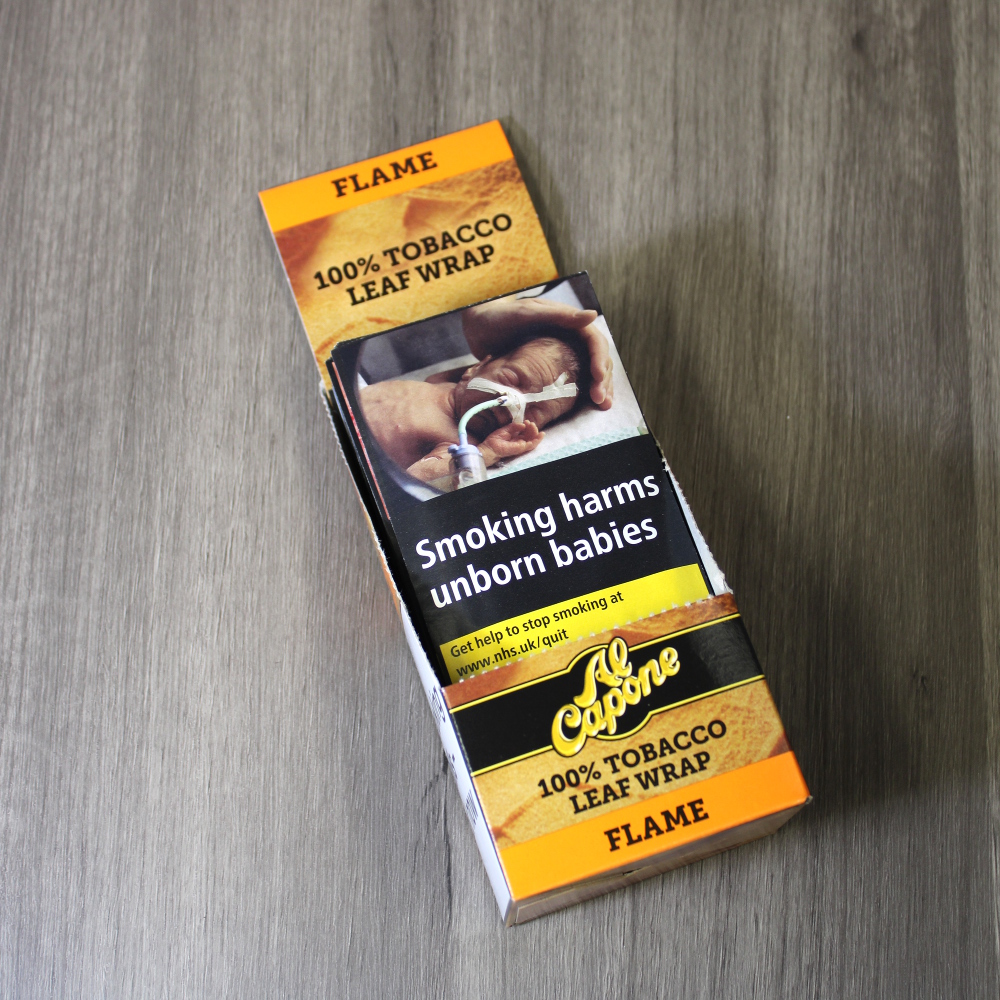 FLAME
100% TOBACCO
LEAF WRAP
Smoking harms
unborn babies
Get help to stop smoking at
www.nhs.uk/quit
Al
Capone
100% TOBACCO
LEAF WRAP
FLAME